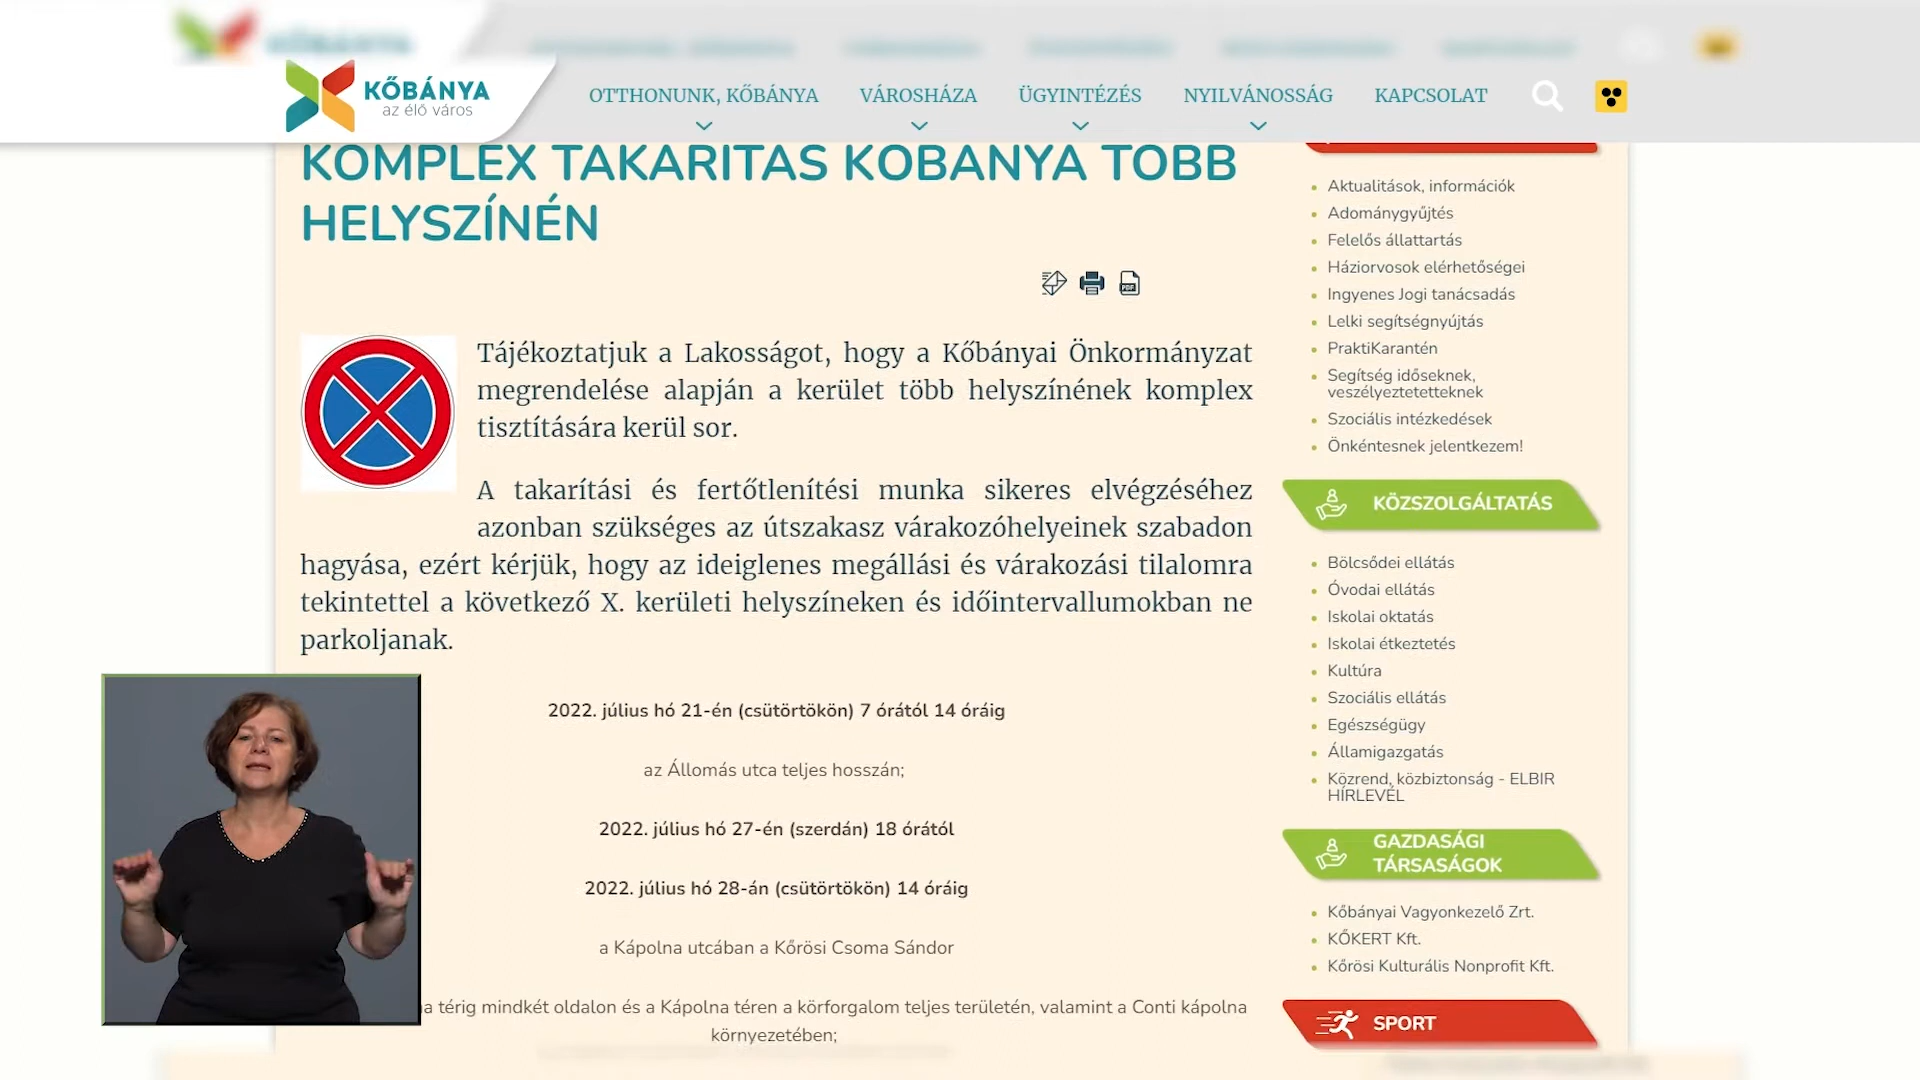 KŐBÁNYA
az élő város
OTTHONUNK, KŐBÁNYA
VÁROSHÁZA
ÜGYINTÉZÉS
NYILVÁNOSSÁG
KAPCSOLAT
KOMPLEX TAKARITAS KOBANYA TOBB
HELYSZÍNÉN
PDF
Tájékoztatjuk a Lakosságot, hogy a Kőbányai Önkormányzat
megrendelése alapján a kerület több helyszínének komplex
tisztítására kerül sor.
A takarítási és fertőtlenítési munka sikeres elvégzéséhez
azonban szükséges az útszakasz várakozóhelyeinek szabadon
hagyása, ezért kérjük, hogy az ideiglenes megállási és várakozási tilalomra
tekintettel a következő X. kerületi helyszíneken és időintervallumokban ne
parkoljanak.
2022. július hó 21-én (csütörtökön) 7 órától 14 óráig
az Állomás utca teljes hosszán;
2022. július hó 27-én (szerdán) 18 órától
2022. július hó 28-án (csütörtökön) 14 óráig
a Kápolna utcában a Kőrösi Csoma Sándor
térig mindkét oldalon és a Kápolna téren a körforgalom teljes területén, valamint a Conti kápolna
környezetében;
Aktualitások, információk
Adománygyűjtés
Felelős állattartás
Háziorvosok elérhetőségei
Ingyenes Jogi tanácsadás
Lelki segítségnyújtás
PraktiKarantén
Segítség időseknek,
veszélyeztetetteknek
Szociális intézkedések
Önkéntesnek jelentkezem!
KÖZSZOLGÁLTATÁS
Bölcsődei ellátás
Óvodai ellátás
Iskolai oktatás
Iskolai étkeztetés
Kultúra
Szociális ellátás
Egészségügy
Államigazgatás
Közrend, közbiztonság - ELBIR
HÍRLEVÉL
GAZDASÁGI
TÁRSASÁGOK
Kőbányai Vagyonkezelő Zrt.
KŐKERT Kft.
Kőrösi Kulturális Nonprofit Kft.
SPORT